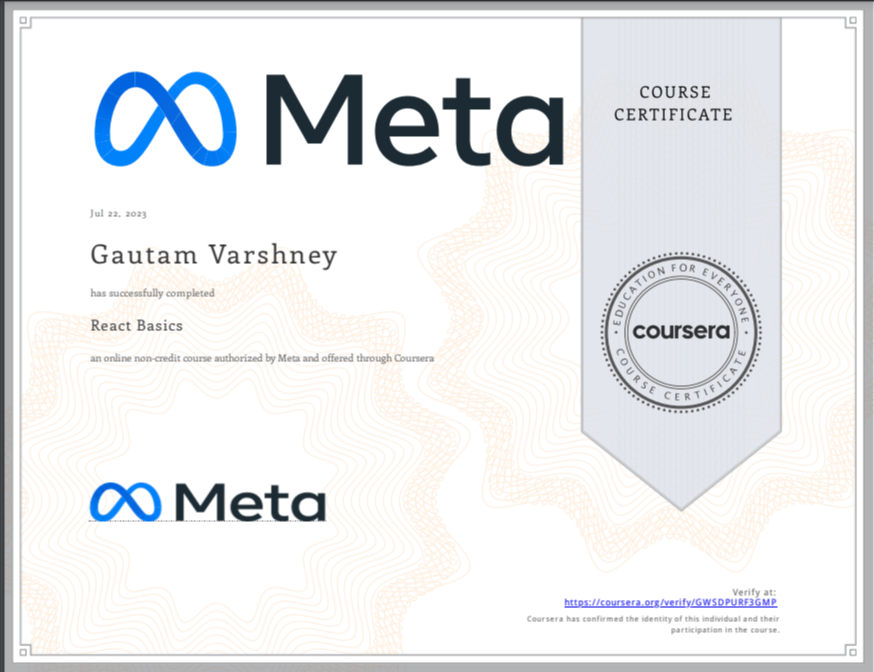 Meta
COURSE
CERTIFICATE
Jul 22, 2023
Gautam Varshney
has successfully completed
React Basics
an online non-credit course authorized by Meta and offered through Coursera
EDUCATION FOR EVERYONE
coursera
COURSE CERTIFICATE
Meta
Verify at:
https://coursera.org/verify/GWSDPURF3GMP
Coursera has confirmed the identity of this individual and their
participation in the course.